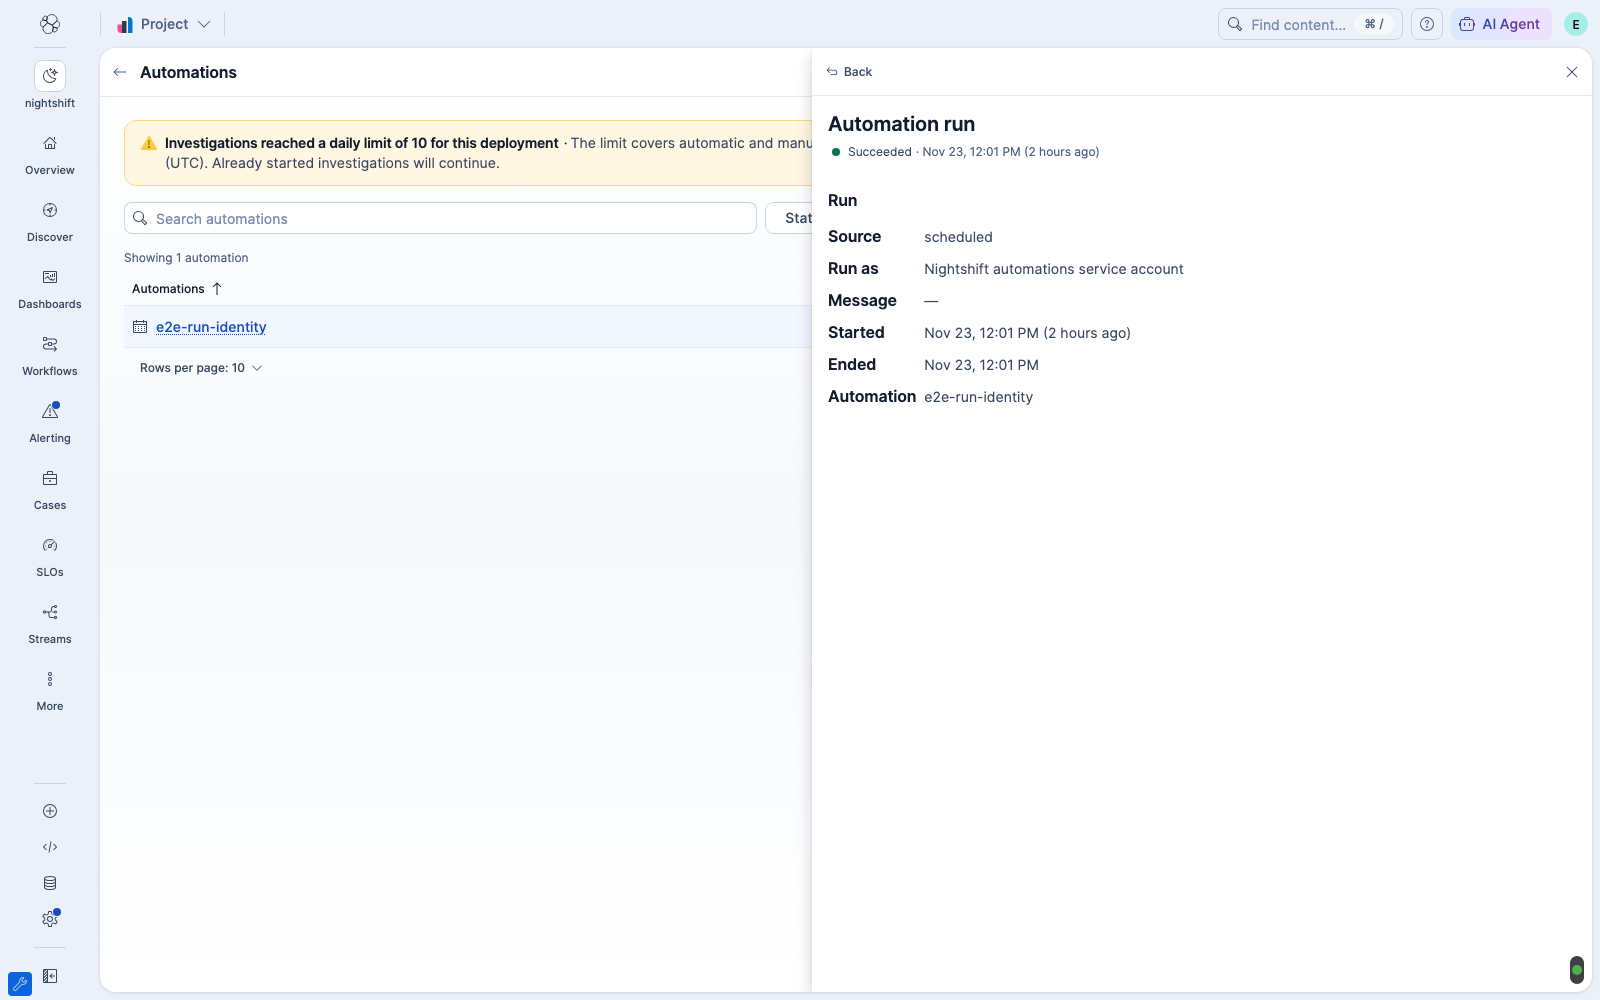 Project
Find content...
⌘ /
AI Agent
E
nightshift
Overview
Discover
Dashboards
Workflows
Alerting
Cases
SLOs
Streams
More
Automations
Investigations reached a daily limit of 10 for this deployment · The limit covers automatic and manu
(UTC). Already started investigations will continue.
Search automations
Stat
Showing 1 automation
Automations
e2e-run-identity
Rows per page: 10
Back
Automation run
Succeeded · Nov 23, 12:01 PM (2 hours ago)
Run
Source scheduled
Run as Nightshift automations service account
Message —
Started Nov 23, 12:01 PM (2 hours ago)
Ended Nov 23, 12:01 PM
Automation e2e-run-identity